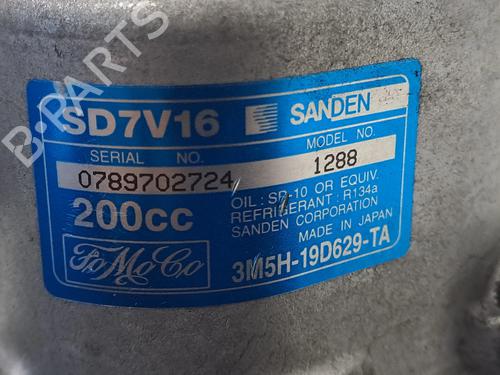 B-PARTS
SD7V16 SANDEN
SERIAL NO. MODEL NO.
0789702724 1288
200cc
OIL : SP-10 OR EQUIV.
REFRIGERANT : R134a
SANDEN CORPORATION
MADE IN JAPAN
FoMoCo
3M5H-19D629-TA